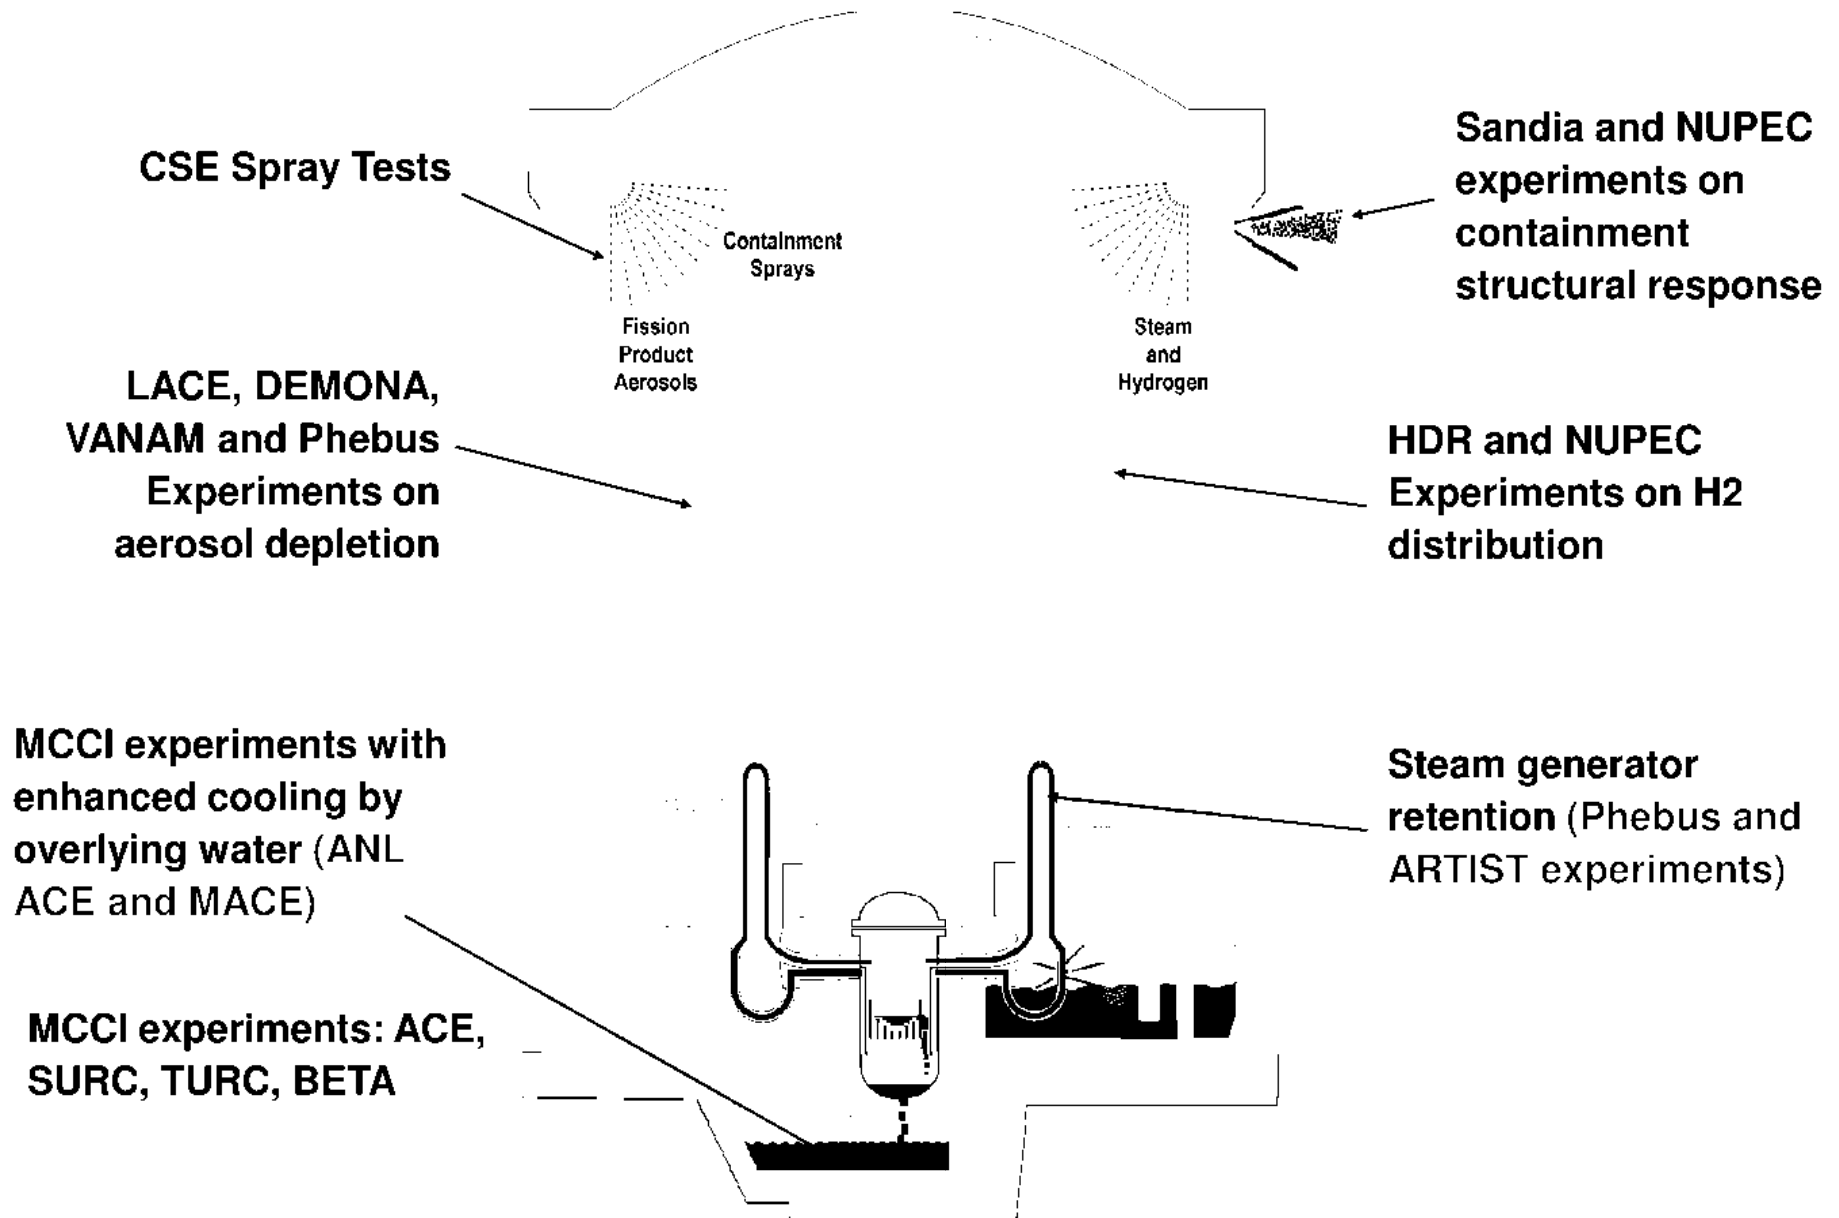 CSE Spray Tests
Sandia and NUPEC
experiments on
containment
structural response
Containment
Sprays
Fission
Product
Aerosols
Steam
and
Hydrogen
LACE, DEMONA,
VANAM and Phebus
Experiments on
aerosol depletion
HDR and NUPEC
Experiments on H2
distribution
MCCI experiments with
enhanced cooling by
overlying water (ANL
ACE and MACE)
Steam generator
retention (Phebus and
ARTIST experiments)
MCCI experiments: ACE,
SURC, TURC, BETA